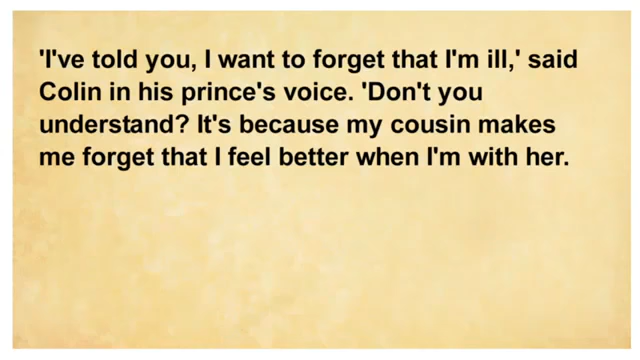 'I've told you, I want to forget that I'm ill,' said
Colin in his prince's voice. 'Don't you
understand? It's because my cousin makes
me forget that I feel better when I'm with her.